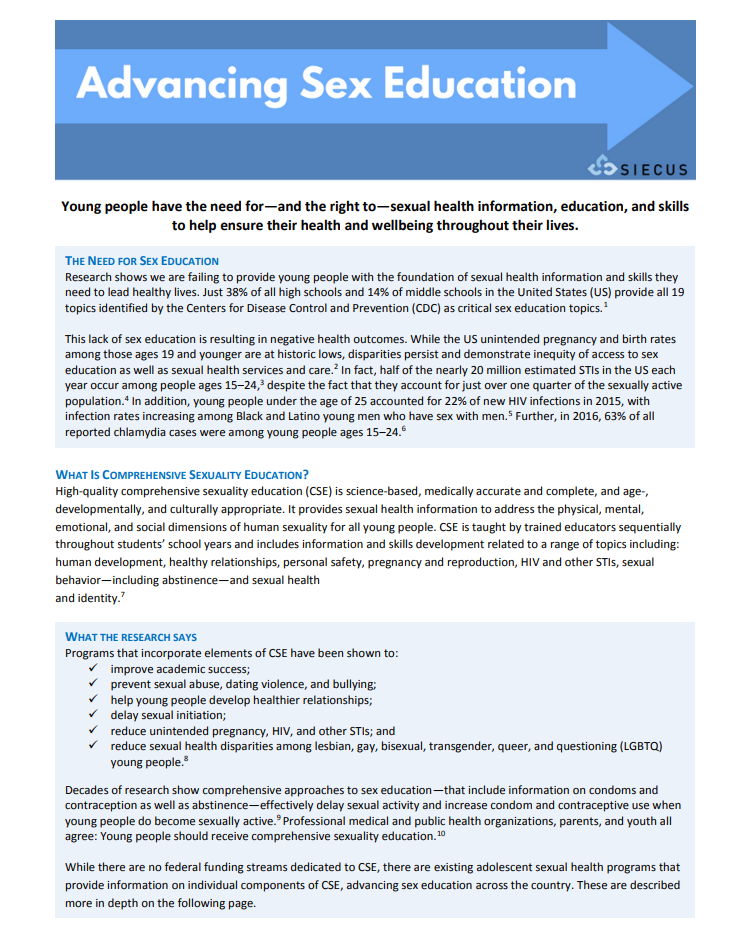 Advancing Sex Education
SIECUS
Young people have the need for—and the right to—sexual health information, education, and skills
to help ensure their health and wellbeing throughout their lives.
THE NEED FOR SEX EDUCATION
Research shows we are failing to provide young people with the foundation of sexual health information and skills they
need to lead healthy lives. Just 38% of all high schools and 14% of middle schools in the United States (US) provide all 19
topics identified by the Centers for Disease Control and Prevention (CDC) as critical sex education topics.¹
This lack of sex education is resulting in negative health outcomes. While the US unintended pregnancy and birth rates
among those ages 19 and younger are at historic lows, disparities persist and demonstrate inequity of access to sex
education as well as sexual health services and care.² In fact, half of the nearly 20 million estimated STIs in the US each
year occur among people ages 15–24,³ despite the fact that they account for just over one quarter of the sexually active
population.⁴ In addition, young people under the age of 25 accounted for 22% of new HIV infections in 2015, with
infection rates increasing among Black and Latino young men who have sex with men.⁵ Further, in 2016, 63% of all
reported chlamydia cases were among young people ages 15–24.⁶
WHAT IS COMPREHENSIVE SEXUALITY EDUCATION?
High-quality comprehensive sexuality education (CSE) is science-based, medically accurate and complete, and age-,
developmentally, and culturally appropriate. It provides sexual health information to address the physical, mental,
emotional, and social dimensions of human sexuality for all young people. CSE is taught by trained educators sequentially
throughout students’ school years and includes information and skills development related to a range of topics including:
human development, healthy relationships, personal safety, pregnancy and reproduction, HIV and other STIs, sexual
behavior—including abstinence—and sexual health
and identity.⁷
WHAT THE RESEARCH SAYS
Programs that incorporate elements of CSE have been shown to:
✓ improve academic success;
✓ prevent sexual abuse, dating violence, and bullying;
✓ help young people develop healthier relationships;
✓ delay sexual initiation;
✓ reduce unintended pregnancy, HIV, and other STIs; and
✓ reduce sexual health disparities among lesbian, gay, bisexual, transgender, queer, and questioning (LGBTQ)
young people.⁸
Decades of research show comprehensive approaches to sex education—that include information on condoms and
contraception as well as abstinence—effectively delay sexual activity and increase condom and contraceptive use when
young people do become sexually active.⁹ Professional medical and public health organizations, parents, and youth all
agree: Young people should receive comprehensive sexuality education.¹⁰
While there are no federal funding streams dedicated to CSE, there are existing adolescent sexual health programs that
provide information on individual components of CSE, advancing sex education across the country. These are described
more in depth on the following page.